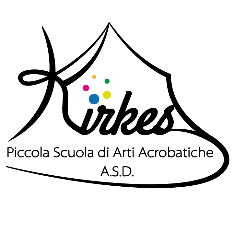 Kirkes
Piccola Scuola di Arti Acrobatiche
A.S.D.